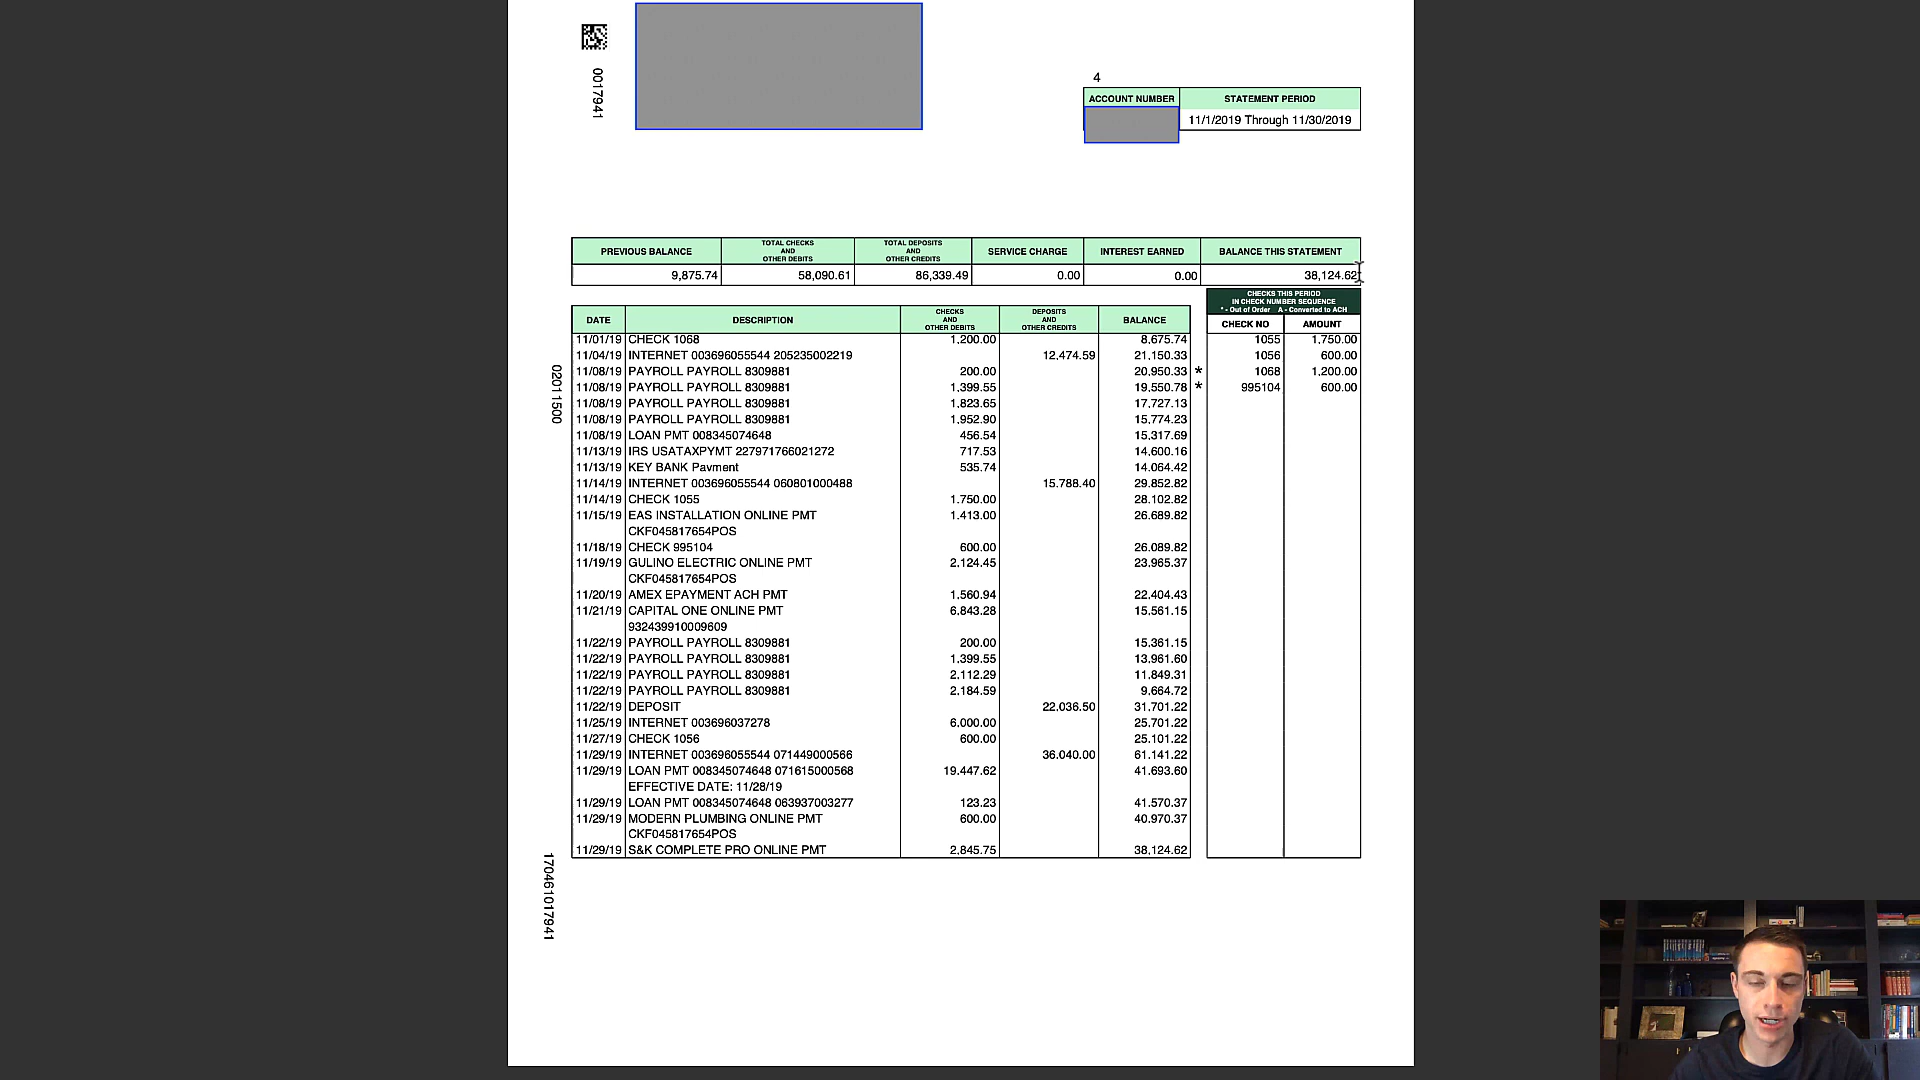 0017941
4
ACCOUNT NUMBER STATEMENT PERIOD
11/1/2019 Through 11/30/2019
PREVIOUS BALANCE TOTAL CHECKS AND OTHER DEBITS TOTAL DEPOSITS AND OTHER CREDITS SERVICE CHARGE INTEREST EARNED BALANCE THIS STATEMENT
9,875.74 58,090.61 86,339.49 0.00 0.00 38,124.62
CHECKS THIS PERIOD
IN CHECK NUMBER SEQUENCE
* - Out of Order A - Converted to ACH
CHECK NO AMOUNT
1055 1,750.00
1056 600.00
* 1068 1,200.00
* 995104 600.00
DATE DESCRIPTION CHECKS AND OTHER DEBITS DEPOSITS AND OTHER CREDITS BALANCE
11/01/19 CHECK 1068 1,200.00 8,675.74
11/04/19 INTERNET 003696055544 205235002219 12,474.59 21,150.33
11/08/19 PAYROLL PAYROLL 8309881 200.00 20,950.33
11/08/19 PAYROLL PAYROLL 8309881 1,399.55 19,550.78
11/08/19 PAYROLL PAYROLL 8309881 1,823.65 17,727.13
11/08/19 PAYROLL PAYROLL 8309881 1,952.90 15,774.23
11/08/19 LOAN PMT 008345074648 456.54 15,317.69
11/13/19 IRS USATAXPYMT 227971766021272 717.53 14,600.16
11/13/19 KEY BANK Payment 535.74 14,064.42
11/14/19 INTERNET 003696055544 060801000488 15,788.40 29,852.82
11/14/19 CHECK 1055 1,750.00 28,102.82
11/15/19 EAS INSTALLATION ONLINE PMT 1,413.00 26,689.82
CKF045817654POS
11/18/19 CHECK 995104 600.00 26,089.82
11/19/19 GULINO ELECTRIC ONLINE PMT 2,124.45 23,965.37
CKF045817654POS
11/20/19 AMEX EPAYMENT ACH PMT 1,560.94 22,404.43
11/21/19 CAPITAL ONE ONLINE PMT 6,843.28 15,561.15
932439910009609
11/22/19 PAYROLL PAYROLL 8309881 200.00 15,361.15
11/22/19 PAYROLL PAYROLL 8309881 1,399.55 13,961.60
11/22/19 PAYROLL PAYROLL 8309881 2,112.29 11,849.31
11/22/19 PAYROLL PAYROLL 8309881 2,184.59 9,664.72
11/22/19 DEPOSIT 22,036.50 31,701.22
11/25/19 INTERNET 003696037278 6,000.00 25,701.22
11/27/19 CHECK 1056 600.00 25,101.22
11/29/19 INTERNET 003696055544 071449000566 36,040.00 61,141.22
11/29/19 LOAN PMT 008345074648 071615000568 19,447.62 41,693.60
EFFECTIVE DATE: 11/28/19
11/29/19 LOAN PMT 008345074648 063937003277 123.23 41,570.37
11/29/19 MODERN PLUMBING ONLINE PMT 600.00 40,970.37
CKF045817654POS
11/29/19 S&K COMPLETE PRO ONLINE PMT 2,845.75 38,124.62
02011500
170461017941